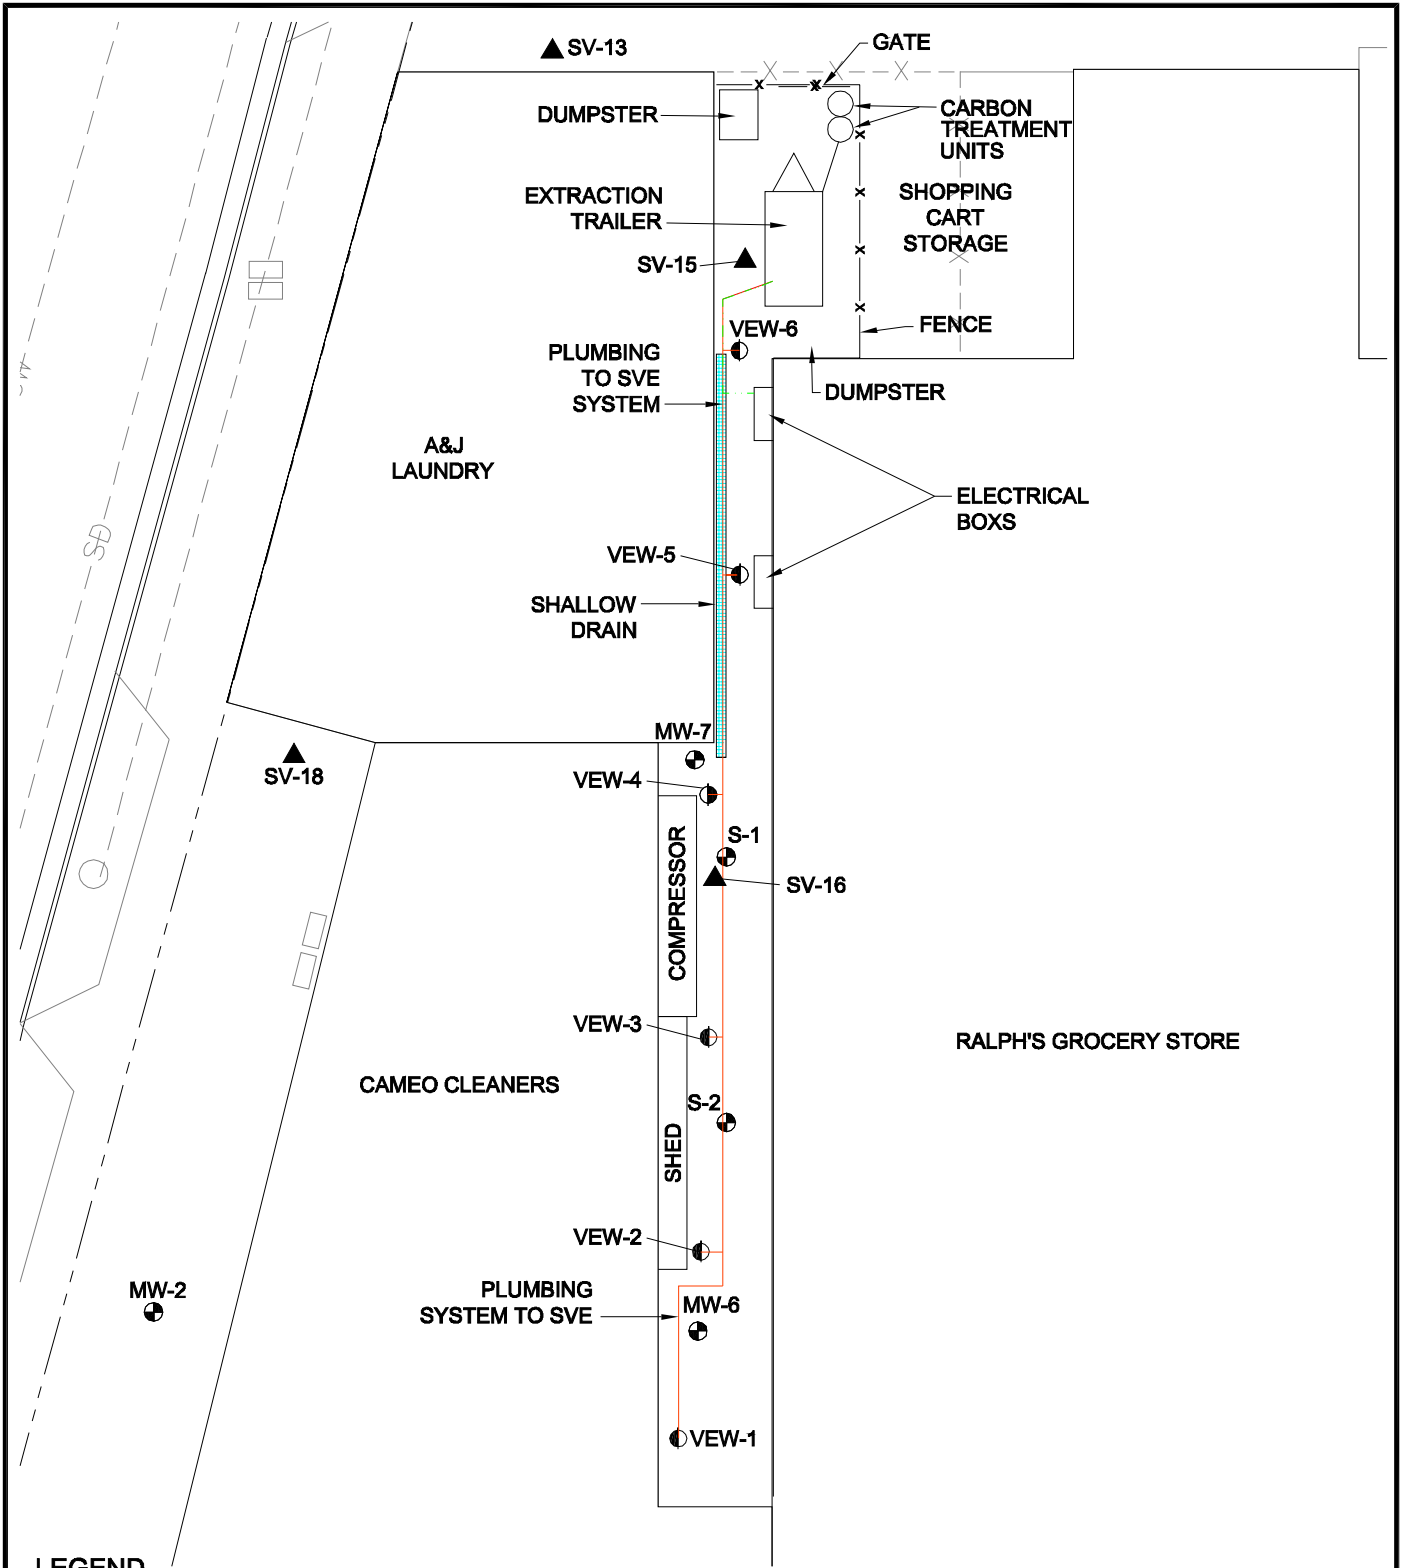 SV-13
GATE
DUMPSTER
CARBON
TREATMENT
UNITS
EXTRACTION
TRAILER
SHOPPING
CART
STORAGE
SV-15
FENCE
VEW-6
PLUMBING
TO SVE
SYSTEM
DUMPSTER
A&J
LAUNDRY
ELECTRICAL
BOXS
SD
VEW-5
SHALLOW
DRAIN
MW-7
SV-18
VEW-4
S-1
COMPRESSOR
SV-16
VEW-3
RALPH'S GROCERY STORE
CAMEO CLEANERS
S-2
SHED
VEW-2
MW-2
PLUMBING
SYSTEM TO SVE
MW-6
VEW-1
LEGEND